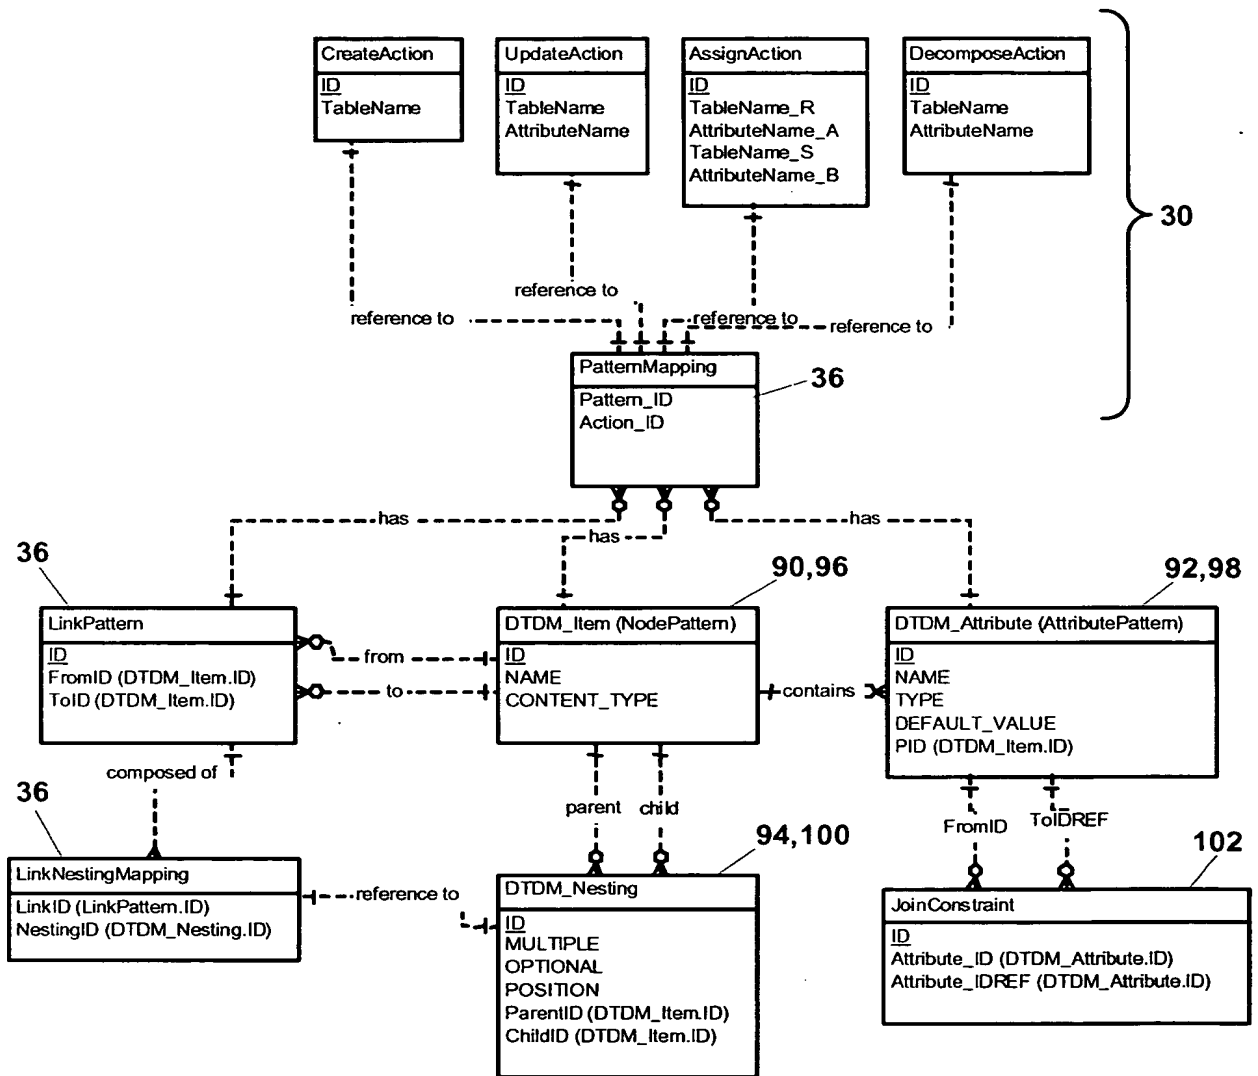 CreateAction
ID
TableName
UpdateAction
ID
TableName
AttributeName
AssignAction
ID
TableName_R
AttributeName_A
TableName_S
AttributeName_B
DecomposeAction
ID
TableName
AttributeName
30
reference to
reference to
reference to
reference to
PatternMapping
Pattern_ID
Action_ID
36
has
has
has
36
LinkPattern
ID
FromID (DTDM_Item.ID)
ToID (DTDM_Item.ID)
from
to
90,96
DTDM_Item (NodePattern)
ID
NAME
CONTENT_TYPE
contains
92,98
DTDM_Attribute (AttributePattern)
ID
NAME
TYPE
DEFAULT_VALUE
PID (DTDM_Item.ID)
composed of
parent
child
FromID
ToIDREF
36
LinkNestingMapping
LinkID (LinkPattern.ID)
NestingID (DTDM_Nesting.ID)
reference to
94,100
DTDM_Nesting
ID
MULTIPLE
OPTIONAL
POSITION
ParentID (DTDM_Item.ID)
ChildID (DTDM_Item.ID)
102
JoinConstraint
ID
Attribute_ID (DTDM_Attribute.ID)
Attribute_IDREF (DTDM_Attribute.ID)